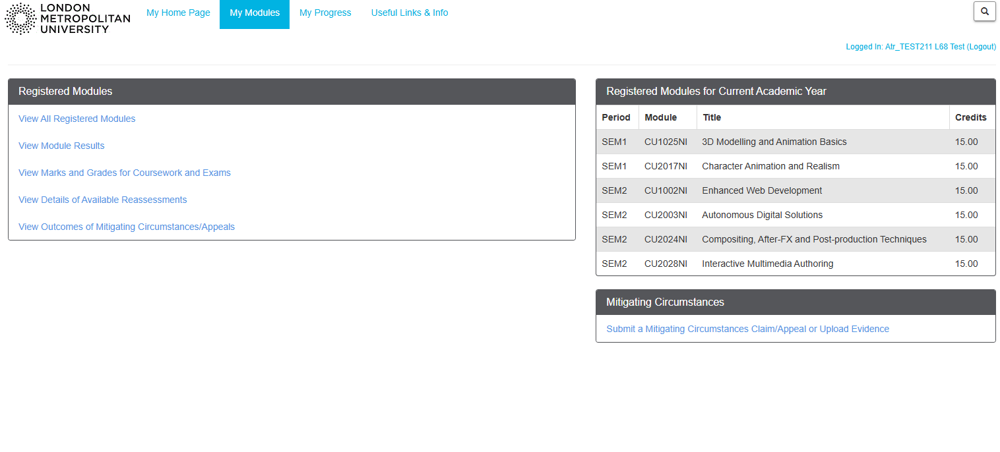 LONDON
METROPOLITAN
UNIVERSITY
My Home Page My Modules My Progress Useful Links & Info
Logged In: Atr_TEST211 L68 Test (Logout)
Registered Modules
View All Registered Modules
View Module Results
View Marks and Grades for Coursework and Exams
View Details of Available Reassessments
View Outcomes of Mitigating Circumstances/Appeals
Registered Modules for Current Academic Year
Period Module Title Credits
SEM1 CU1025NI 3D Modelling and Animation Basics 15.00
SEM1 CU2017NI Character Animation and Realism 15.00
SEM2 CU1002NI Enhanced Web Development 15.00
SEM2 CU2003NI Autonomous Digital Solutions 15.00
SEM2 CU2024NI Compositing, After-FX and Post-production Techniques 15.00
SEM2 CU2028NI Interactive Multimedia Authoring 15.00
Mitigating Circumstances
Submit a Mitigating Circumstances Claim/Appeal or Upload Evidence